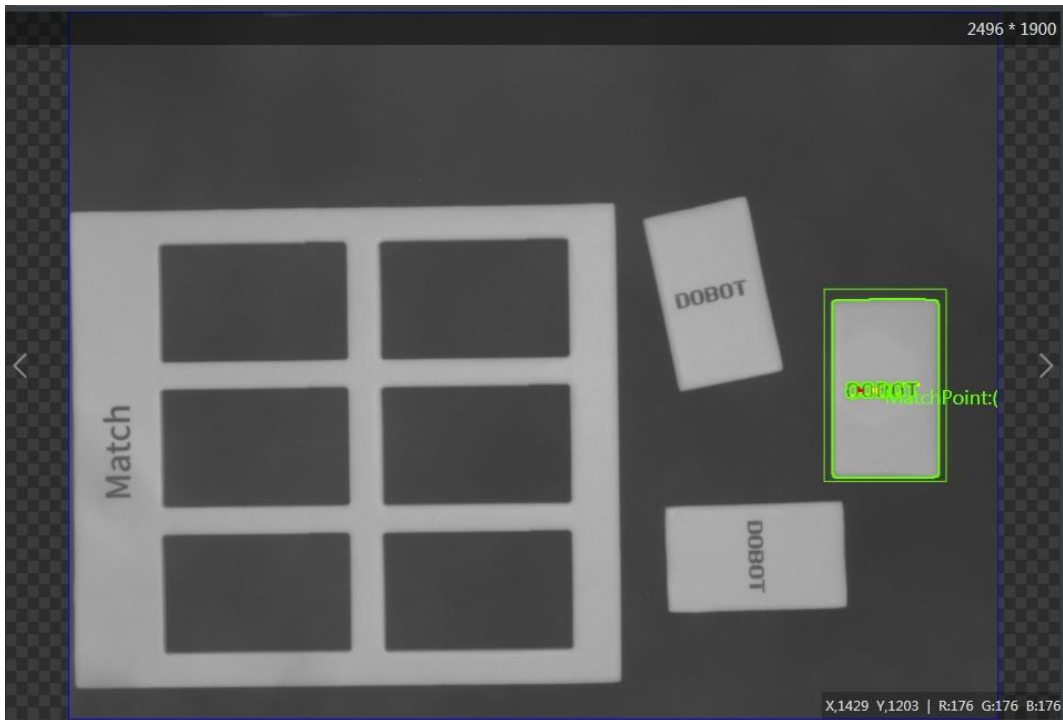 2496 * 1900
DOBOT
DOBOT
MatchPoint:(
Match
DOBOT
X,1429 Y,1203 | R:176 G:176 B:176